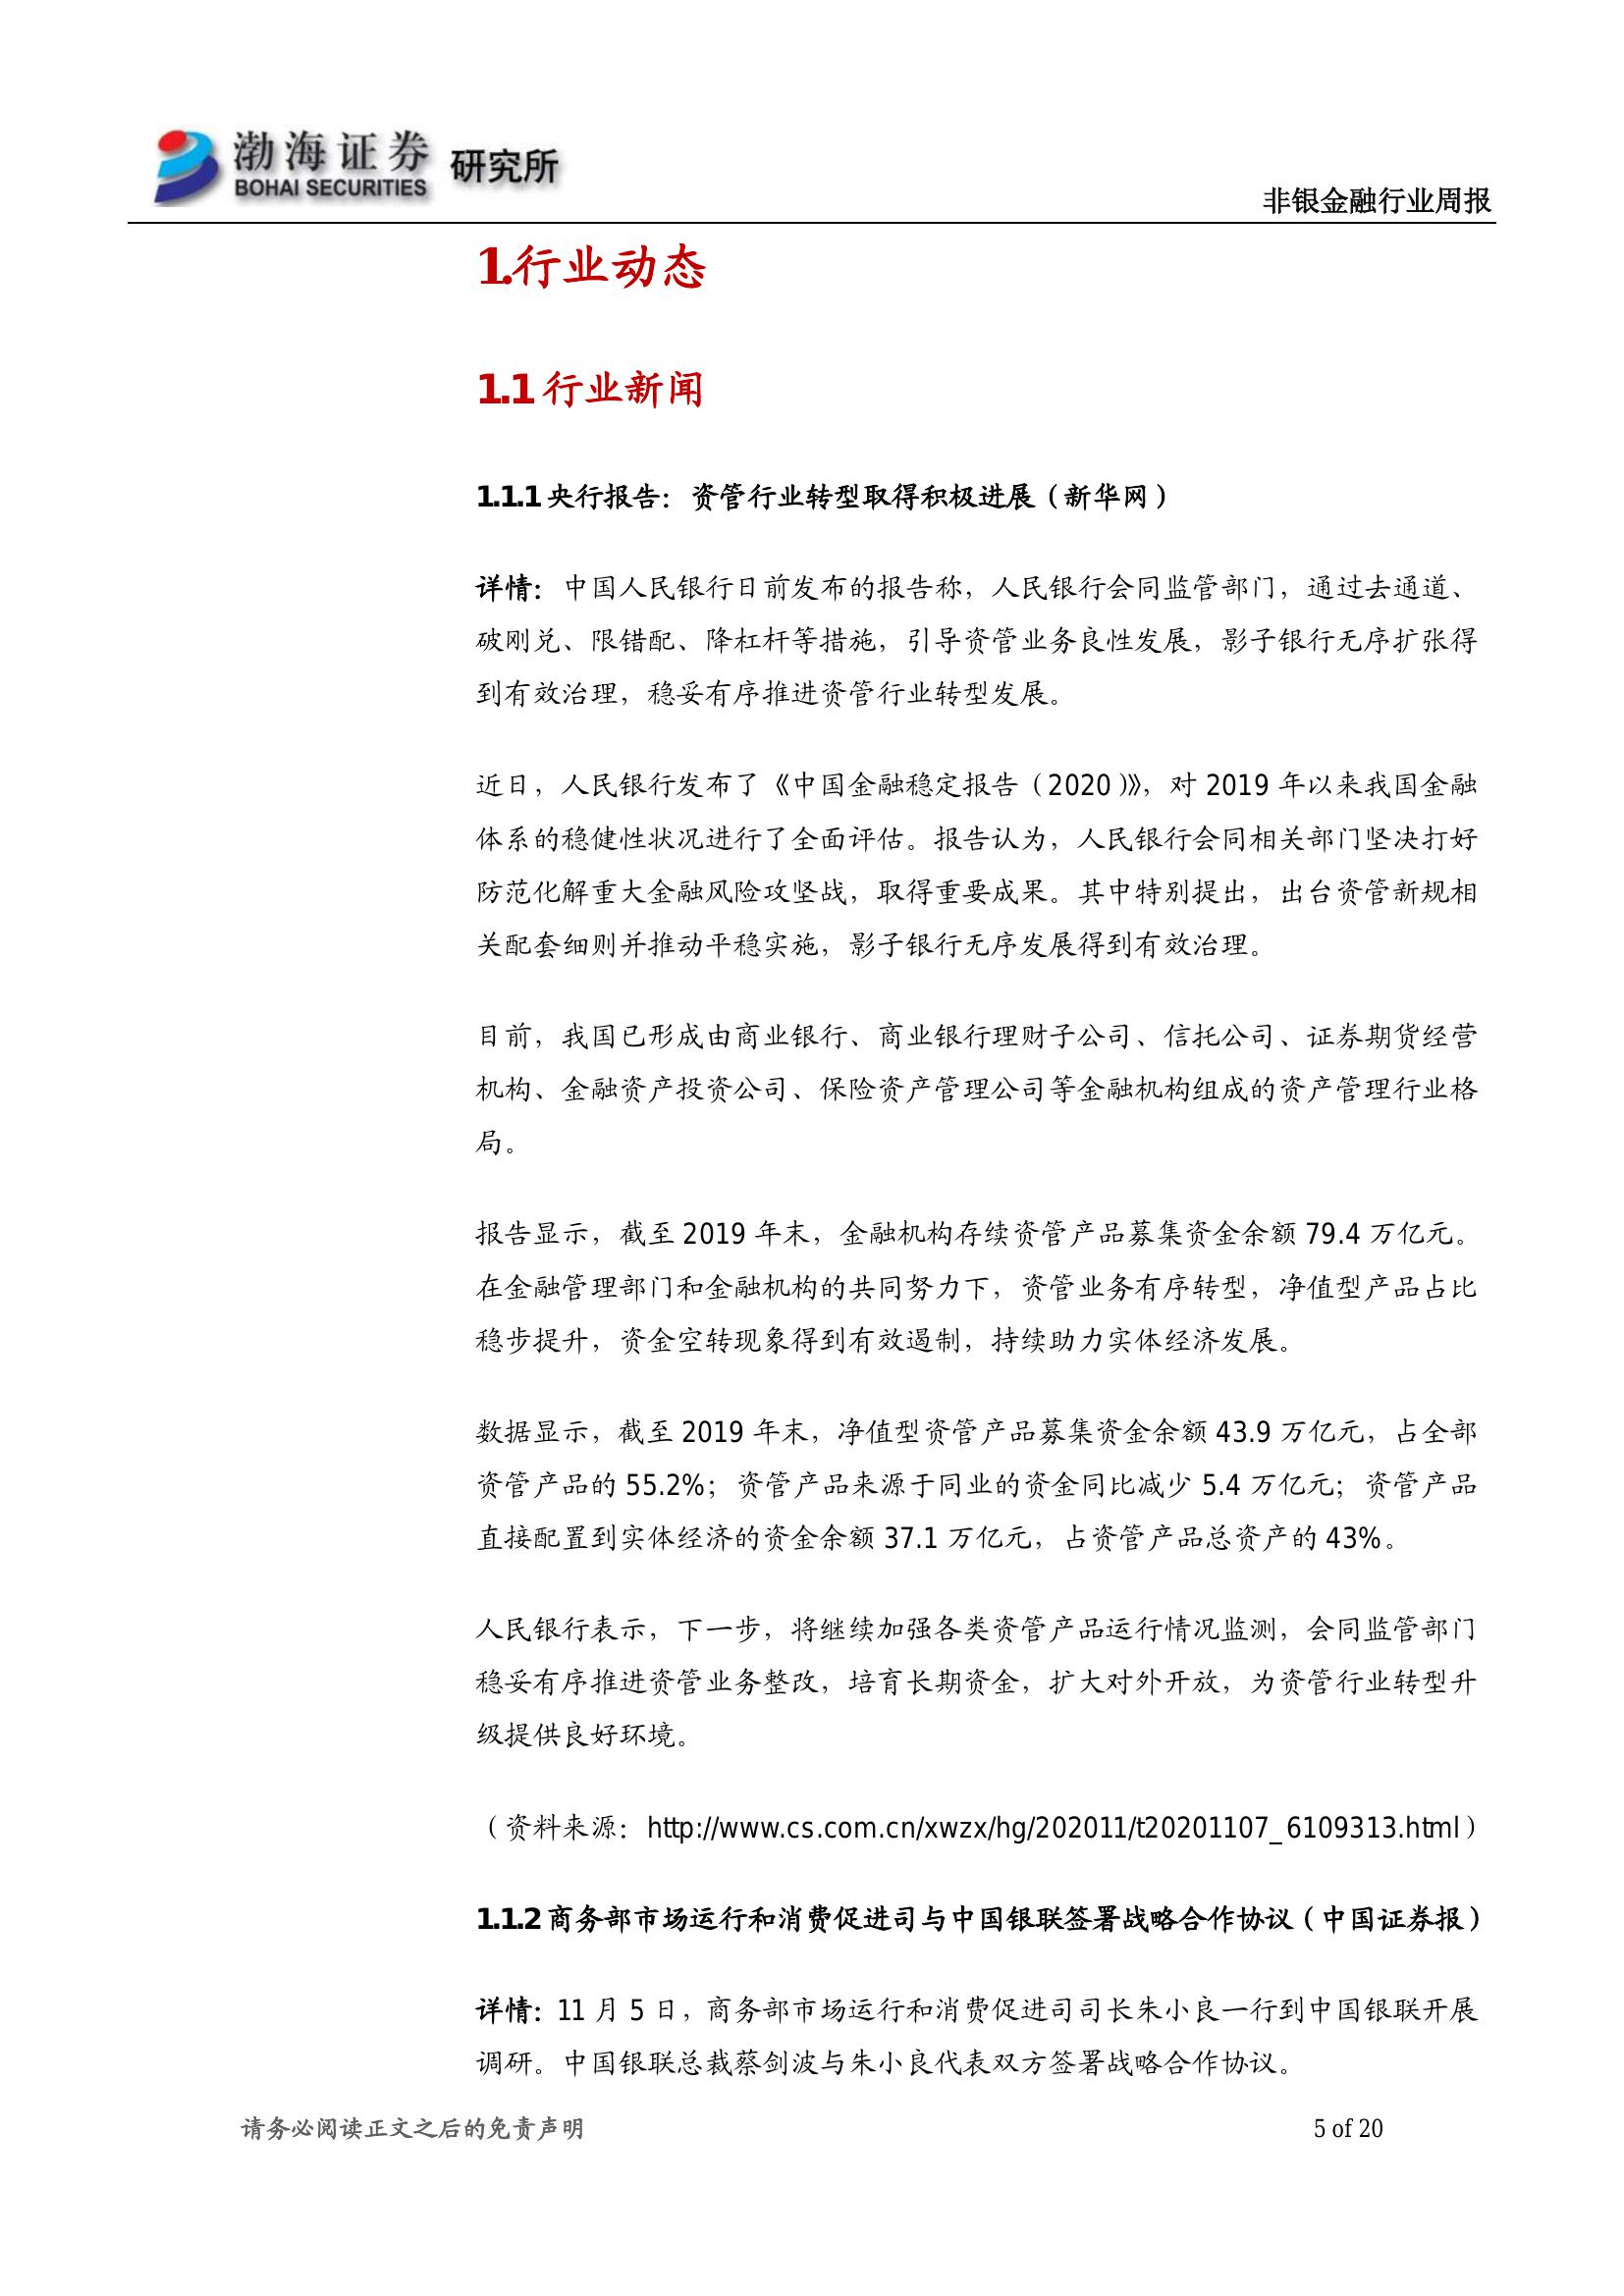 渤海证券 研究所
BOHAI SECURITIES
非银金融行业周报
1.行业动态
1.1 行业新闻
1.1.1 央行报告：资管行业转型取得积极进展（新华网）
详情：中国人民银行日前发布的报告称，人民银行会同监管部门，通过去通道、
破刚兑、限错配、降杠杆等措施，引导资管业务良性发展，影子银行无序扩张得
到有效治理，稳妥有序推进资管行业转型发展。
近日，人民银行发布了《中国金融稳定报告（2020）》，对 2019 年以来我国金融
体系的稳健性状况进行了全面评估。报告认为，人民银行会同相关部门坚决打好
防范化解重大金融风险攻坚战，取得重要成果。其中特别提出，出台资管新规相
关配套细则并推动平稳实施，影子银行无序发展得到有效治理。
目前，我国已形成由商业银行、商业银行理财子公司、信托公司、证券期货经营
机构、金融资产投资公司、保险资产管理公司等金融机构组成的资产管理行业格
局。
报告显示，截至 2019 年末，金融机构存续资管产品募集资金余额 79.4 万亿元。
在金融管理部门和金融机构的共同努力下，资管业务有序转型，净值型产品占比
稳步提升，资金空转现象得到有效遏制，持续助力实体经济发展。
数据显示，截至 2019 年末，净值型资管产品募集资金余额 43.9 万亿元，占全部
资管产品的 55.2%；资管产品来源于同业的资金同比减少 5.4 万亿元；资管产品
直接配置到实体经济的资金余额 37.1 万亿元，占资管产品总资产的 43%。
人民银行表示，下一步，将继续加强各类资管产品运行情况监测，会同监管部门
稳妥有序推进资管业务整改，培育长期资金，扩大对外开放，为资管行业转型升
级提供良好环境。
（资料来源：http://www.cs.com.cn/xwzx/hg/202011/t20201107_6109313.html）
1.1.2 商务部市场运行和消费促进司与中国银联签署战略合作协议（中国证券报）
详情：11 月 5 日，商务部市场运行和消费促进司司长朱小良一行到中国银联开展
调研。中国银联总裁蔡剑波与朱小良代表双方签署战略合作协议。
请务必阅读正文之后的免责声明
5 of 20